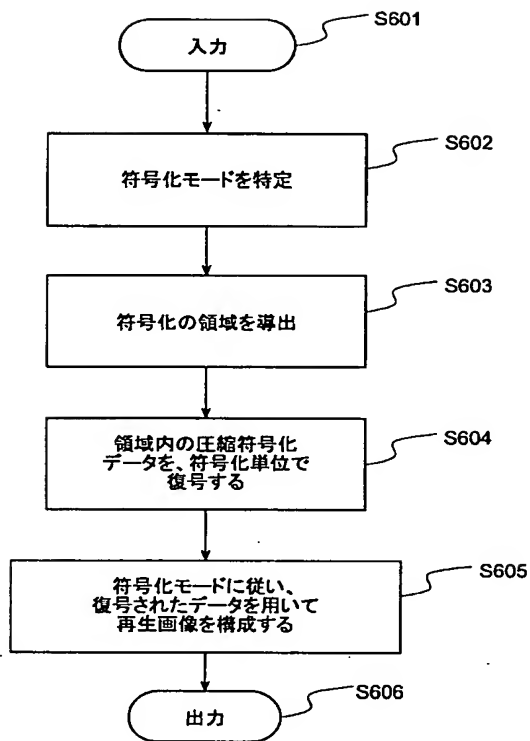 S601
入力
S602
符号化モードを特定
S603
符号化の領域を導出
S604
領域内の圧縮符号化
データを、符号化単位で
復号する
S605
符号化モードに従い、
復号されたデータを用いて
再生画像を構成する
S606
出力